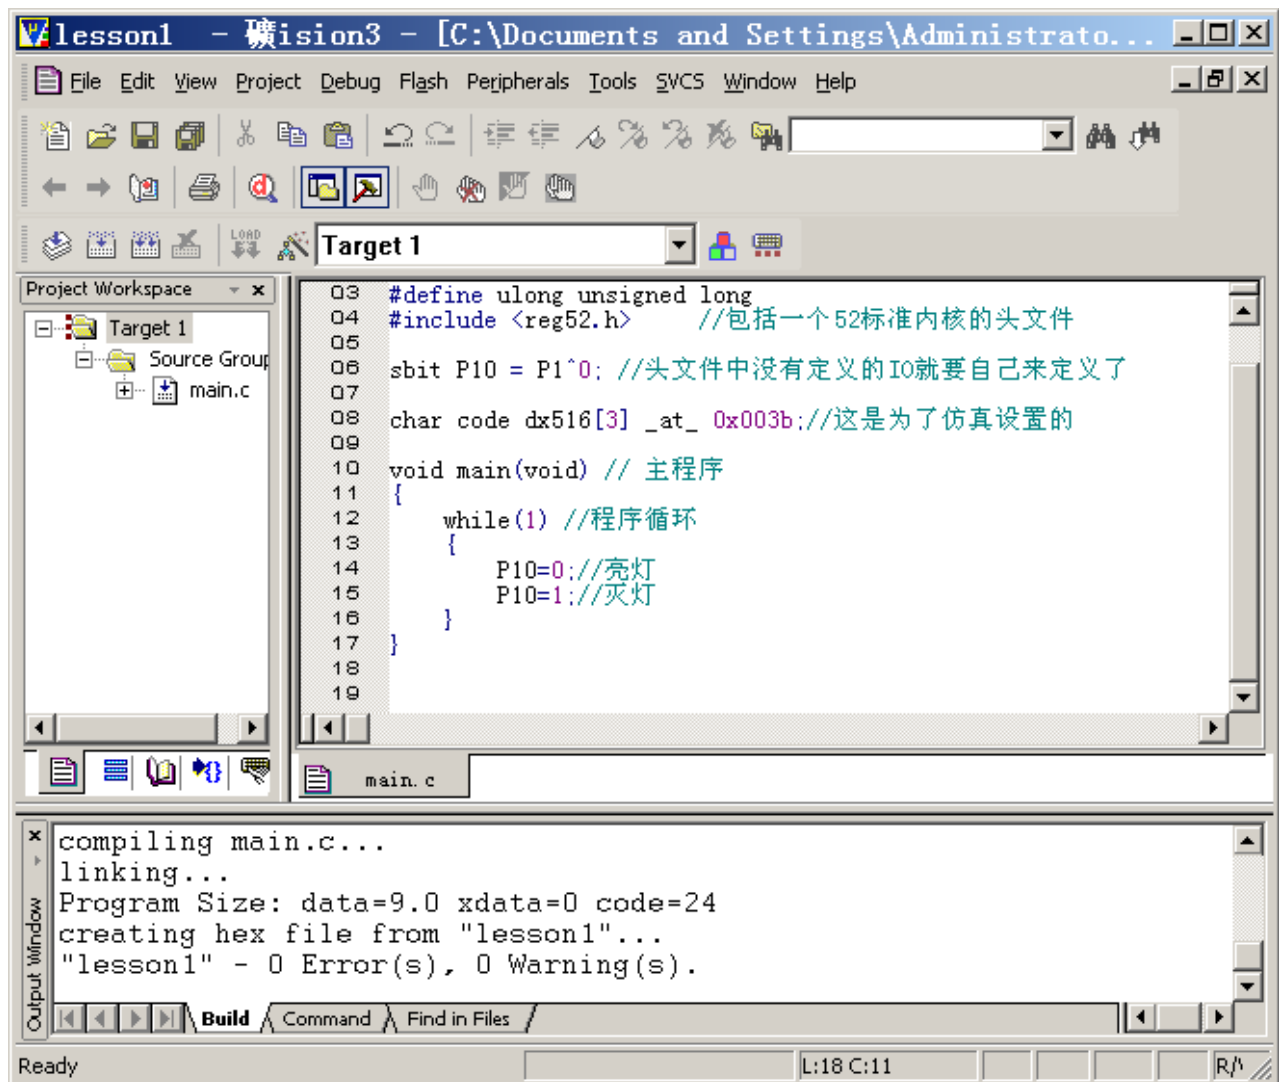 lesson1 - 礦ision3 - [C:\Documents and Settings\Administrato...
File Edit View Project Debug Flash Peripherals Tools SVCS Window Help
LOAD
Target 1
Project Workspace
Target 1
Source Group
main.c
03 #define ulong unsigned long
04 #include <reg52.h> //包括一个52标准内核的头文件
05
06 sbit P10 = P1^0; //头文件中没有定义的IO就要自己来定义了
07
08 char code dx516[3] _at_ 0x003b;//这是为了仿真设置的
09
10 void main(void) // 主程序
11 {
12 while(1) //程序循环
13 {
14 P10=0;//亮灯
15 P10=1;//灭灯
16 }
17 }
18
19
main.c
compiling main.c...
linking...
Program Size: data=9.0 xdata=0 code=24
creating hex file from "lesson1"...
"lesson1" - 0 Error(s), 0 Warning(s).
Output Window
Build Command Find in Files
Ready L:18 C:11 R/